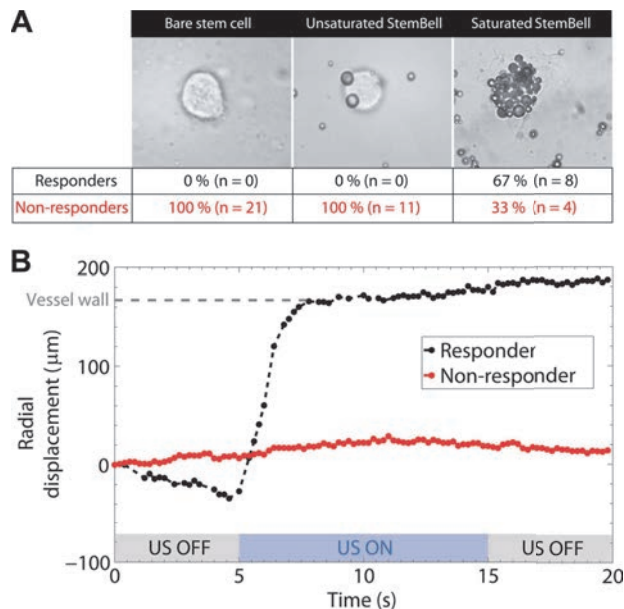 A
Bare stem cell Unsaturated StemBell Saturated StemBell
Responders 0 % (n = 0) 0 % (n = 0) 67 % (n = 8)
Non-responders 100 % (n = 21) 100 % (n = 11) 33 % (n = 4)
B
200
Vessel wall
100
0
−100
Radial
displacement (μm)
Responder
Non-responder
US OFF US ON US OFF
0 5 10 15 20
Time (s)